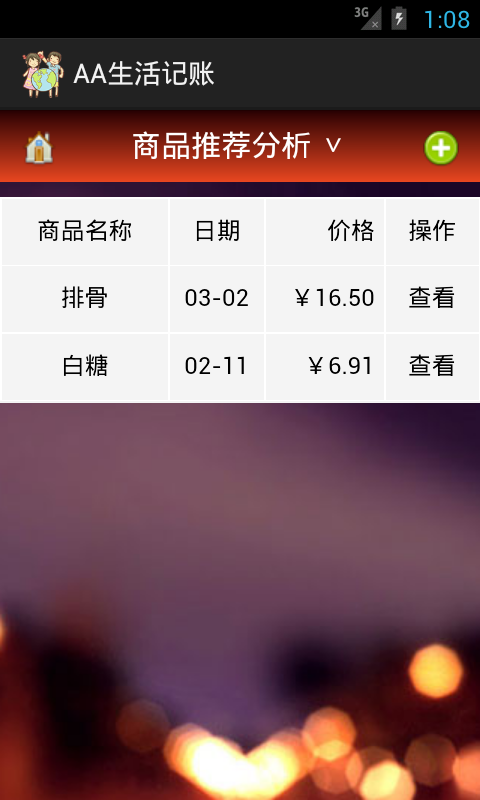 3G 1:08
AA生活记账
商品推荐分析 ∨
商品名称 日期 价格 操作
排骨 03-02 ￥16.50 查看
白糖 02-11 ￥6.91 查看